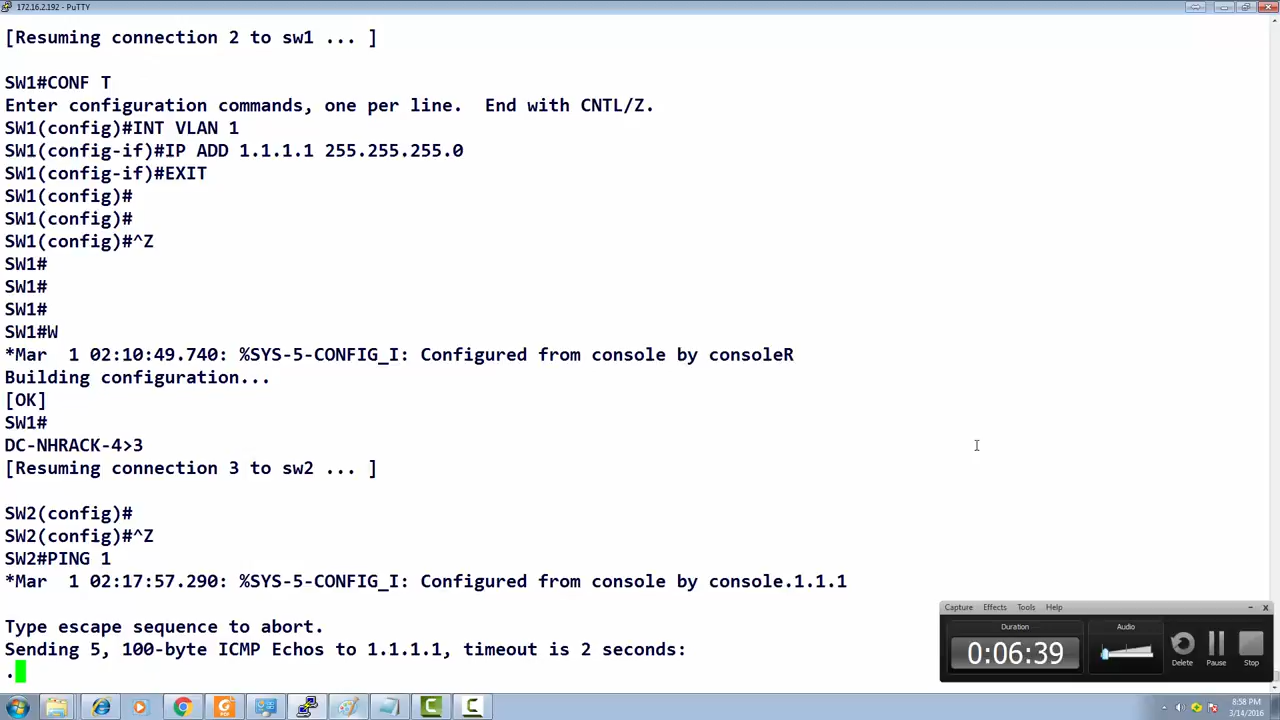 172.16.2.192 - PuTTY
[Resuming connection 2 to sw1 ... ]
SW1#CONF T
Enter configuration commands, one per line.  End with CNTL/Z.
SW1(config)#INT VLAN 1
SW1(config-if)#IP ADD 1.1.1.1 255.255.255.0
SW1(config-if)#EXIT
SW1(config)#
SW1(config)#
SW1(config)#^Z
SW1#
SW1#
SW1#
SW1#W
*Mar  1 02:10:49.740: %SYS-5-CONFIG_I: Configured from console by consoleR
Building configuration...
[OK]
SW1#
DC-NHRACK-4>3
[Resuming connection 3 to sw2 ... ]
SW2(config)#
SW2(config)#^Z
SW2#PING 1
*Mar  1 02:17:57.290: %SYS-5-CONFIG_I: Configured from console by console.1.1.1
Type escape sequence to abort.
Sending 5, 100-byte ICMP Echos to 1.1.1.1, timeout is 2 seconds:
.
Capture Effects Tools Help
Duration Audio
0:06:39
Delete Pause Stop
8:58 PM
3/14/2016